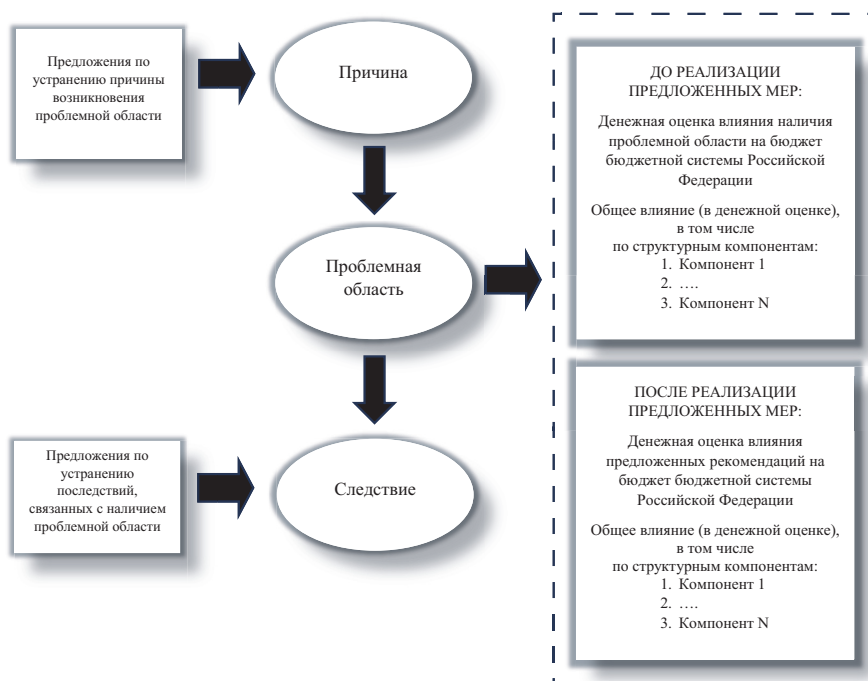 Предложения по
устранению причины
возникновения
проблемной области
Причина
Проблемная
область
Предложения по
устранению
последствий,
связанных с наличием
проблемной области
Следствие
ДО РЕАЛИЗАЦИИ
ПРЕДЛОЖЕННЫХ МЕР:
Денежная оценка влияния наличия
проблемной области на бюджет
бюджетной системы Российской
Федерации
Общее влияние (в денежной оценке),
в том числе
по структурным компонентам:
1. Компонент 1
2. ….
3. Компонент N
ПОСЛЕ РЕАЛИЗАЦИИ
ПРЕДЛОЖЕННЫХ МЕР:
Денежная оценка влияния
предложенных рекомендаций на
бюджет бюджетной системы
Российской Федерации
Общее влияние (в денежной оценке),
в том числе
по структурным компонентам:
1. Компонент 1
2. ….
3. Компонент N